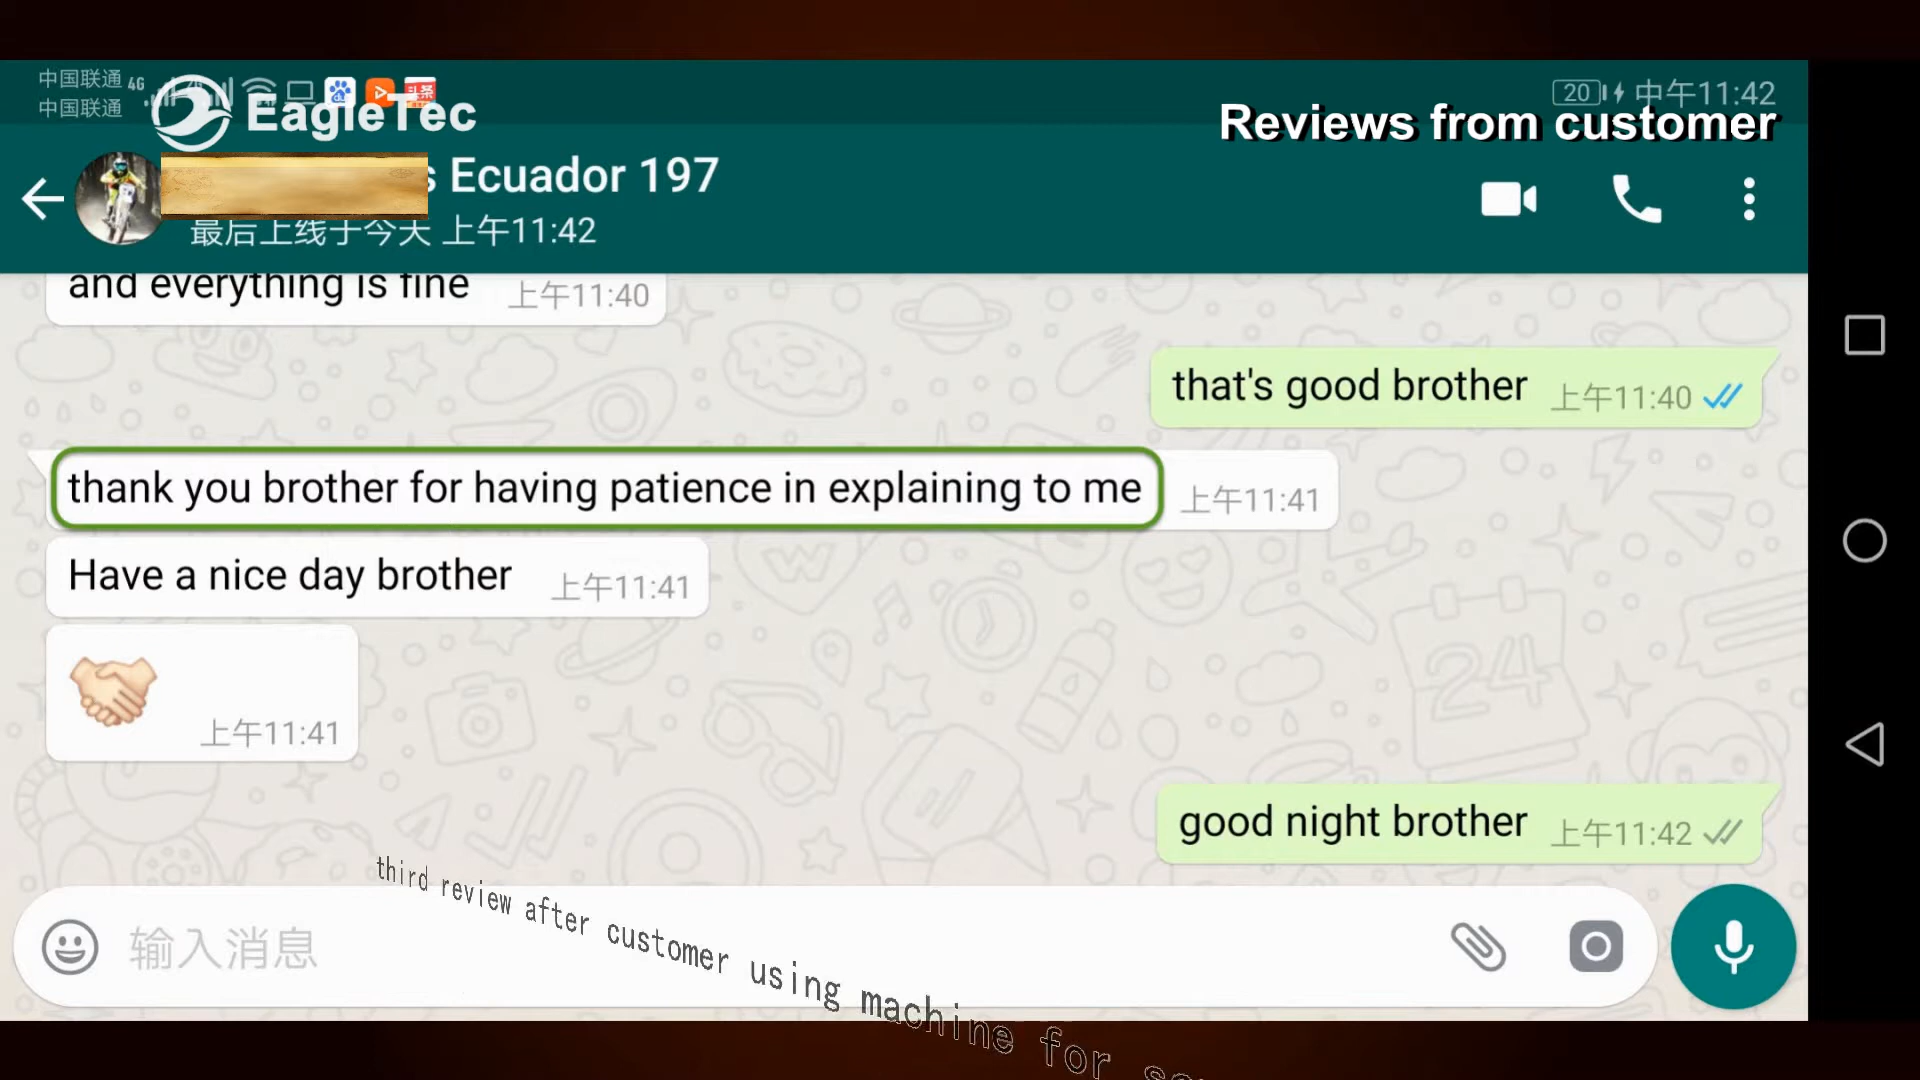 中国联通 4G
中国联通
EagleTec
头条
20
中午11:42
Reviews from customer
s Ecuador 197
最后上线于今天 上午11:42
and everything is fine 上午11:40
that's good brother 上午11:40
thank you brother for having patience in explaining to me 上午11:41
Have a nice day brother 上午11:41
上午11:41
good night brother 上午11:42
输入消息
third review after customer using machine for